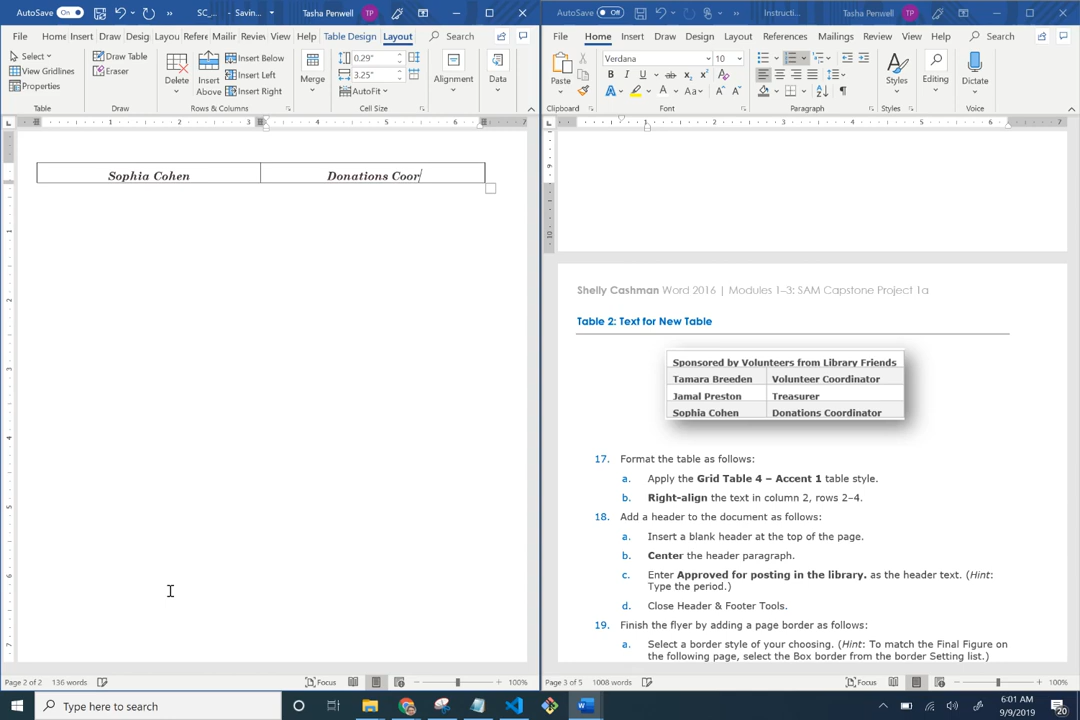 AutoSave On SC_... - Savin... Tasha Penwell TP
File Home Insert Draw Desig Layou Refere Mailin Review View Help Table Design Layout Search
Select
View Gridlines
Properties
Table
Draw Table
Eraser
Draw
Delete
Insert Above
Insert Below
Insert Left
Insert Right
Rows & Columns
Merge
0.29"
3.25"
AutoFit
Cell Size
Alignment
Data
Sophia Cohen Donations Coor
Page 2 of 2 136 words Focus 100%
AutoSave Off Instructi... Tasha Penwell TP
File Home Insert Draw Design Layout References Mailings Review View Help Search
Paste
Clipboard
Verdana 10
B I U ab x₂ x² A
Font
Paragraph
Styles
Styles
Editing
Dictate
Voice
Shelly Cashman Word 2016 | Modules 1–3: SAM Capstone Project 1a
Table 2: Text for New Table
Sponsored by Volunteers from Library Friends
Tamara Breeden Volunteer Coordinator
Jamal Preston Treasurer
Sophia Cohen Donations Coordinator
17. Format the table as follows:
a. Apply the Grid Table 4 – Accent 1 table style.
b. Right-align the text in column 2, rows 2–4.
18. Add a header to the document as follows:
a. Insert a blank header at the top of the page.
b. Center the header paragraph.
c. Enter Approved for posting in the library. as the header text. (Hint:
Type the period.)
d. Close Header & Footer Tools.
19. Finish the flyer by adding a page border as follows:
a. Select a border style of your choosing. (Hint: To match the Final Figure on
the following page, select the Box border from the border Setting list.)
Page 3 of 5 1008 words Focus 100%
Type here to search
6:01 AM
9/9/2019
20